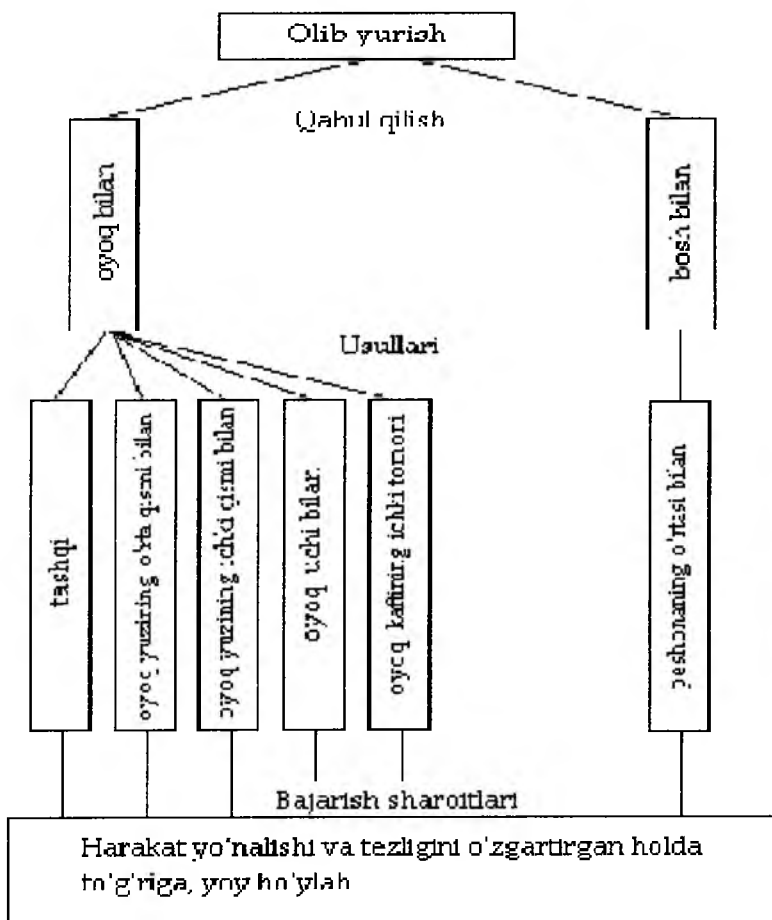 Olib yurish
Qabul qilish
oyoq bilan
bosh bilan
Usullari
tashqi
oyoq yuzining o'rta qismi bilan
oyoq yuzining ichki qismi bilan
oyoq uchi bilan
oyoq kaftining ichki tomoni
peshonaning o'rtasi bilan
Bajarish sharoitlari
Harakat yo'nalishi va tezligini o'zgartirgan holda
to'g'riga, yoy bo'ylab